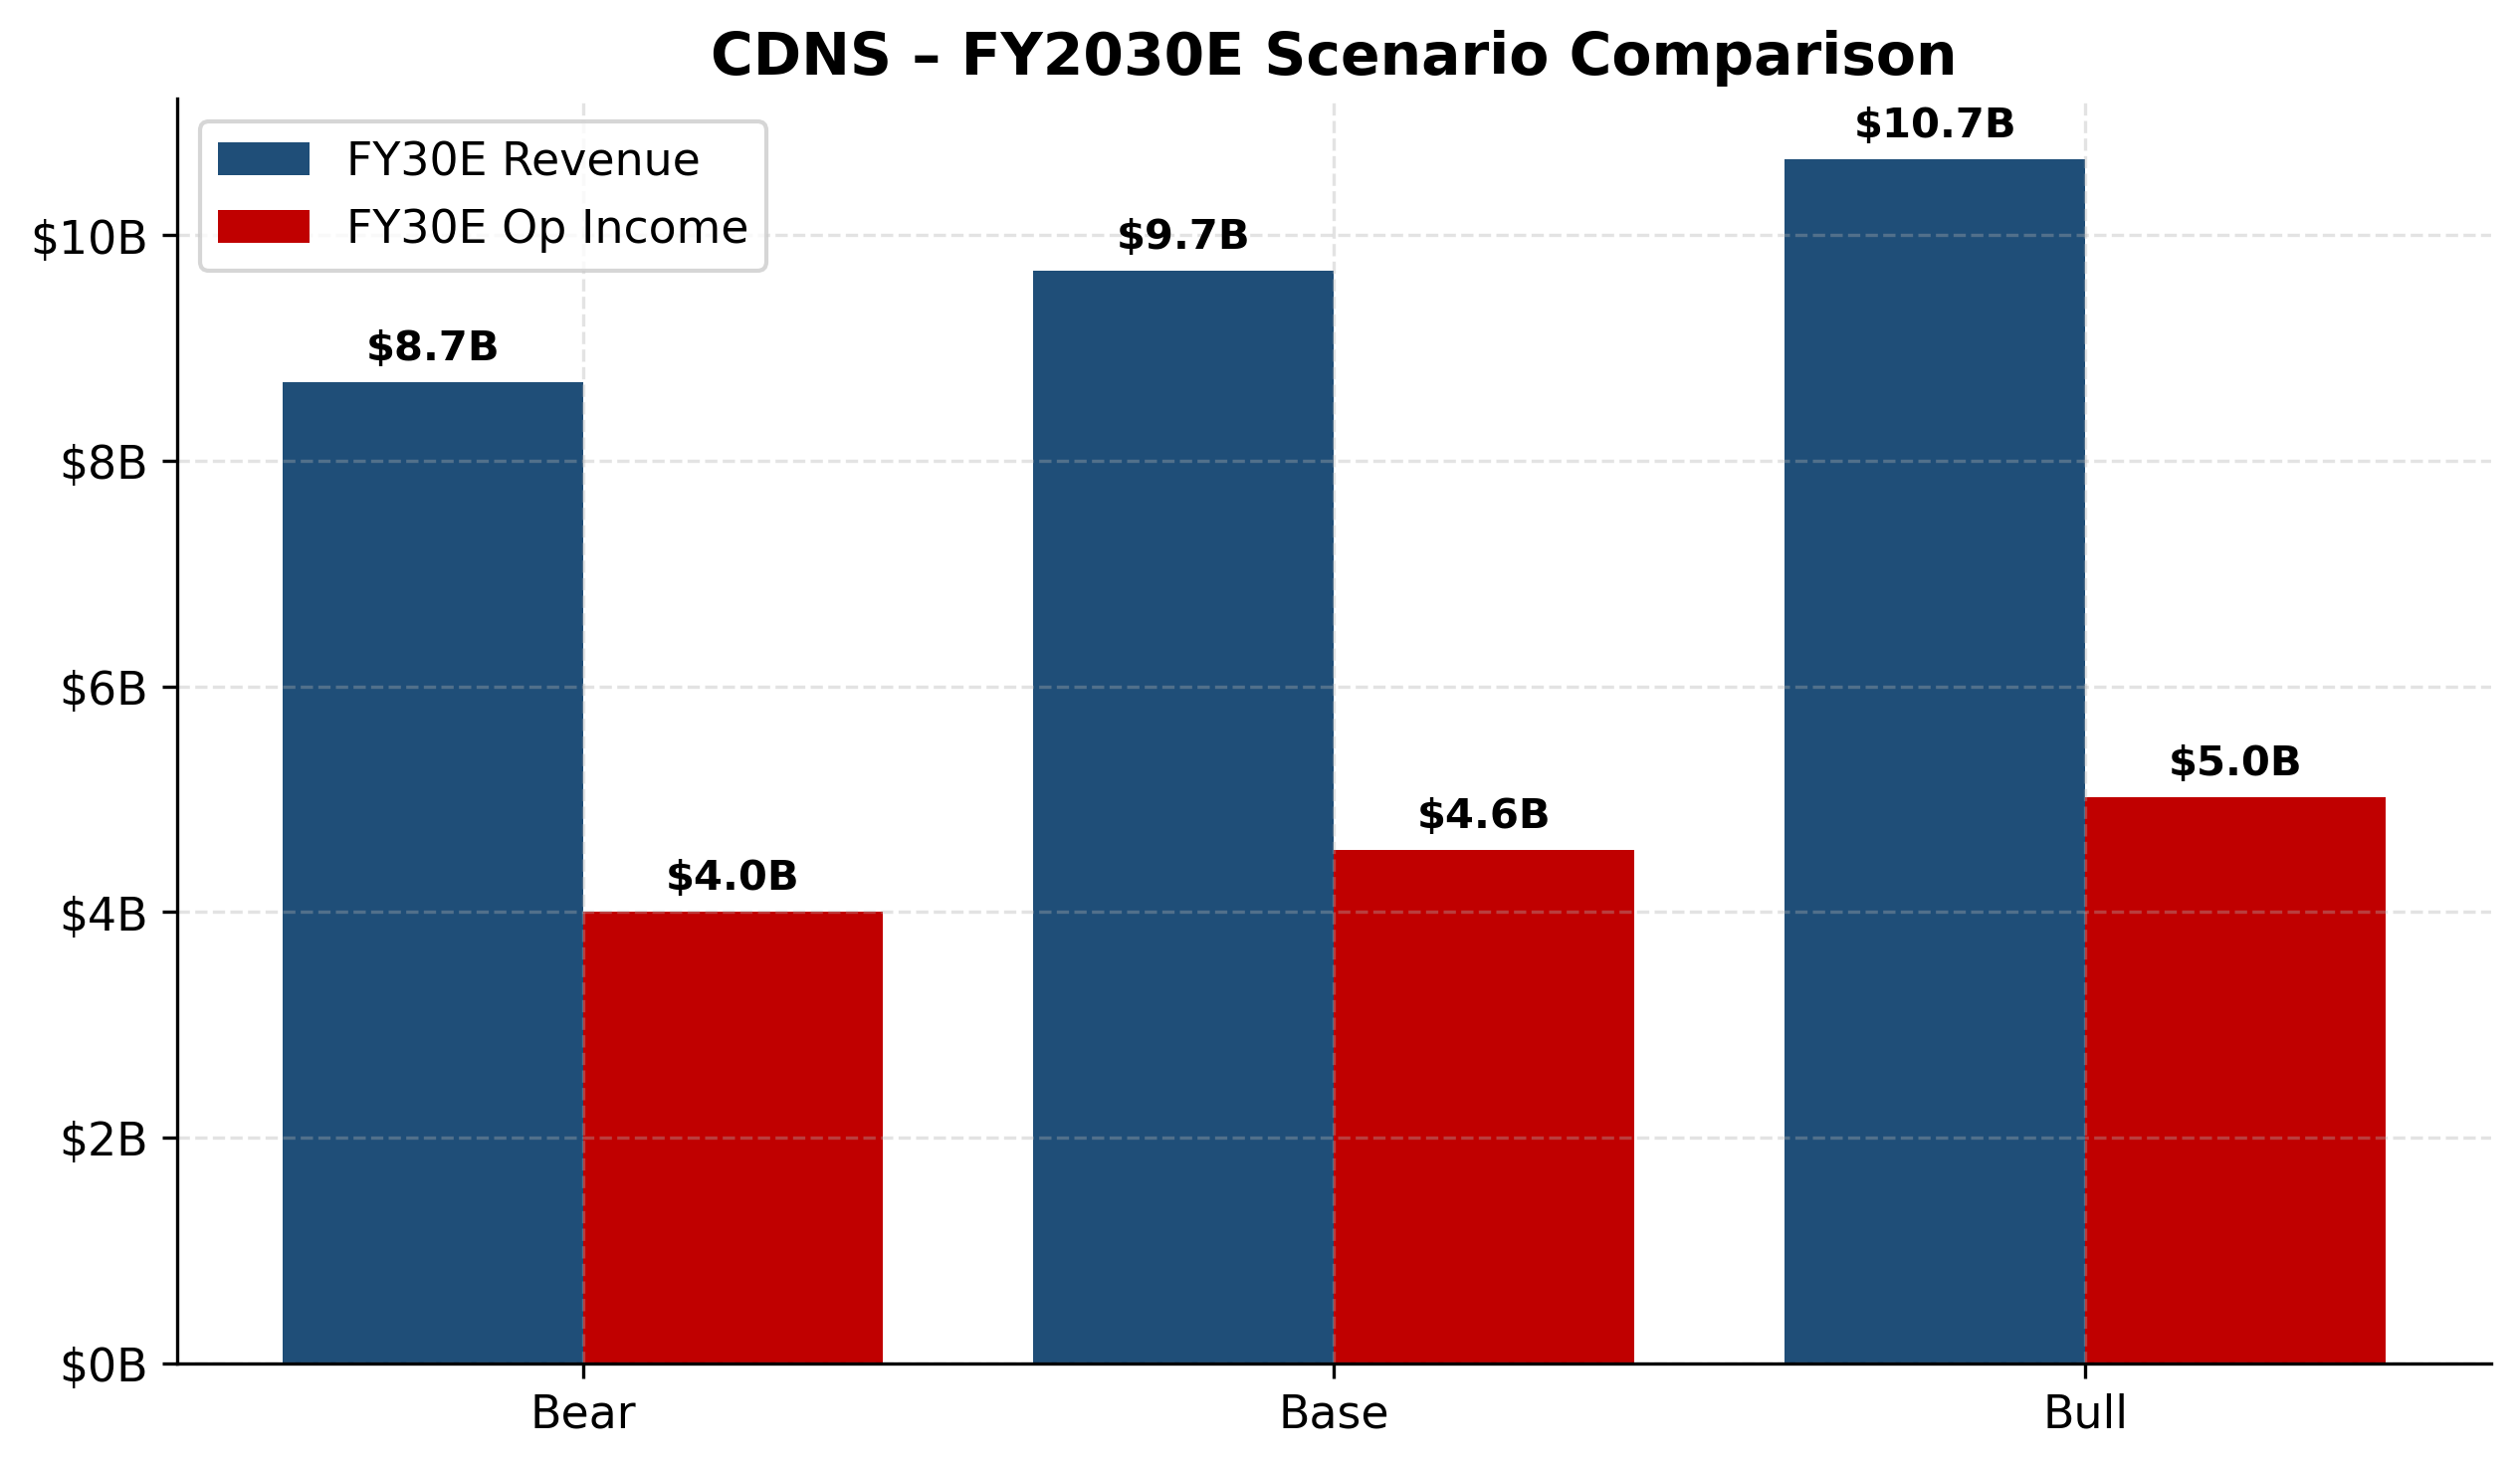 CDNS – FY2030E Scenario Comparison
FY30E Revenue
FY30E Op Income
$10B
$8B
$6B
$4B
$2B
$0B
$8.7B
$4.0B
$9.7B
$4.6B
$10.7B
$5.0B
Bear
Base
Bull